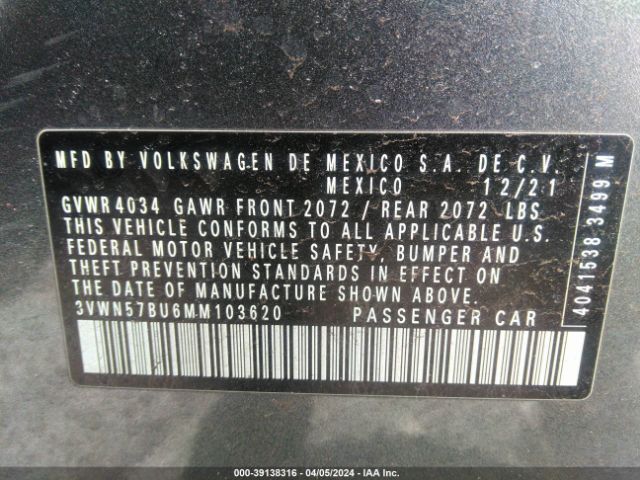 MFD BY VOLKSWAGEN DE MEXICO S.A. DE C.V.
MEXICO 12/21
GVWR 4034 GAWR FRONT 2072 / REAR 2072 LBS
THIS VEHICLE CONFORMS TO ALL APPLICABLE U.S.
FEDERAL MOTOR VEHICLE SAFETY, BUMPER AND
THEFT PREVENTION STANDARDS IN EFFECT ON
THE DATE OF MANUFACTURE SHOWN ABOVE.
3VWN57BU6MM103620 PASSENGER CAR
4041538 3499 M
000-39138316 - 04/05/2024 - IAA Inc.